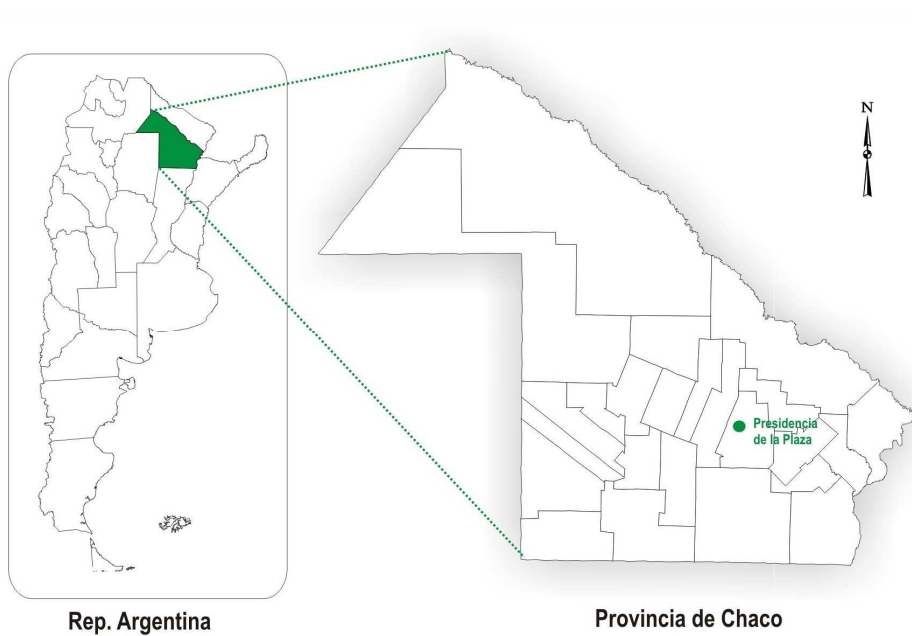 N
Presidencia
de la Plaza
Rep. Argentina
Provincia de Chaco